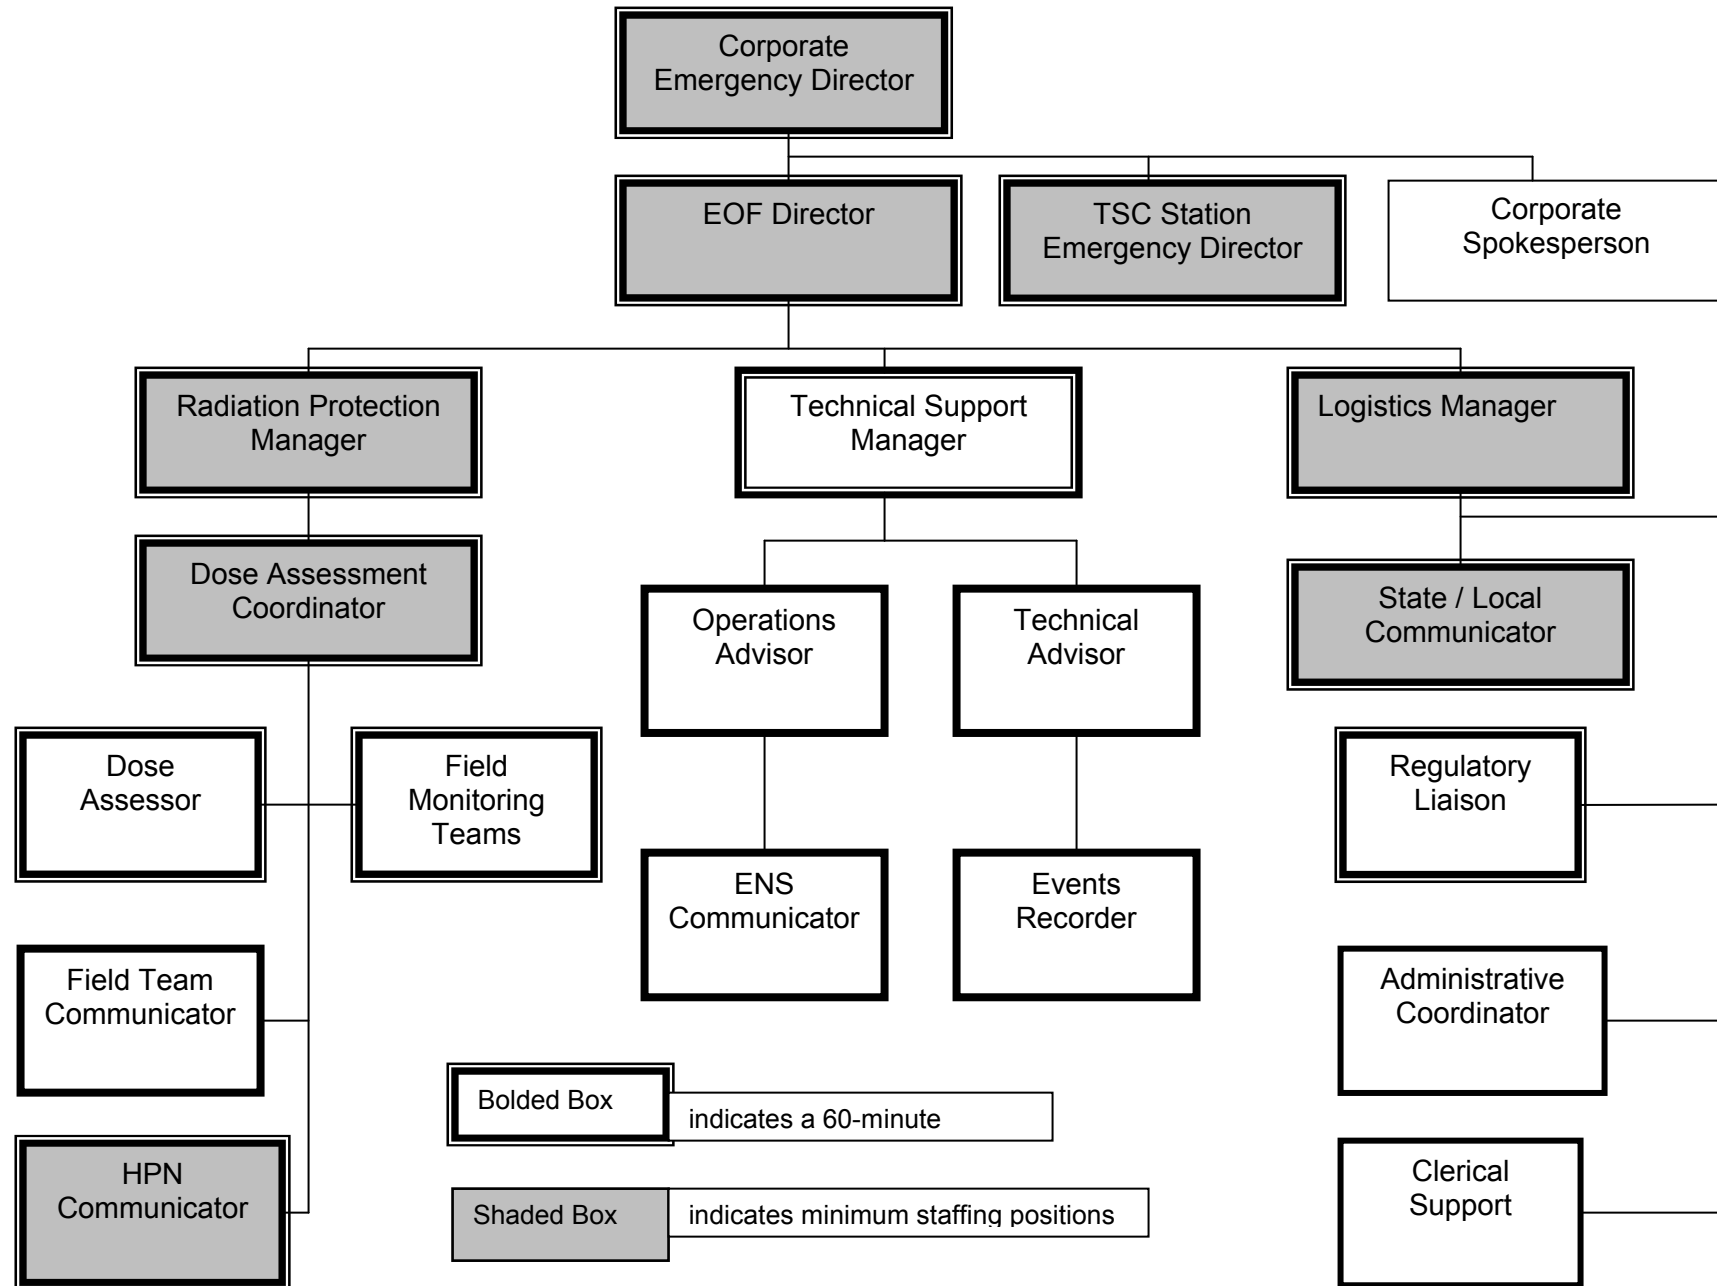 Corporate
Emergency Director
EOF Director
TSC Station
Emergency Director
Corporate
Spokesperson
Radiation Protection
Manager
Technical Support
Manager
Logistics Manager
Dose Assessment
Coordinator
Operations
Advisor
Technical
Advisor
State / Local
Communicator
Dose
Assessor
Field
Monitoring
Teams
Regulatory
Liaison
ENS
Communicator
Events
Recorder
Field Team
Communicator
Administrative
Coordinator
Bolded Box
indicates a 60-minute
HPN
Communicator
Shaded Box
indicates minimum staffing positions
Clerical
Support